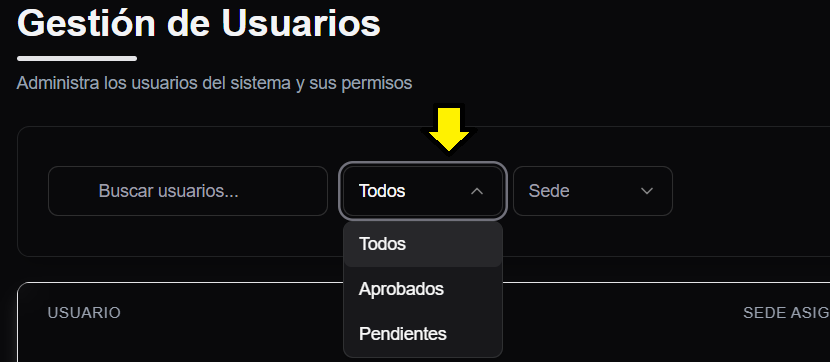 Gestión de Usuarios
Administra los usuarios del sistema y sus permisos
Buscar usuarios... Todos Sede
Todos
Aprobados
Pendientes
USUARIO SEDE ASIG